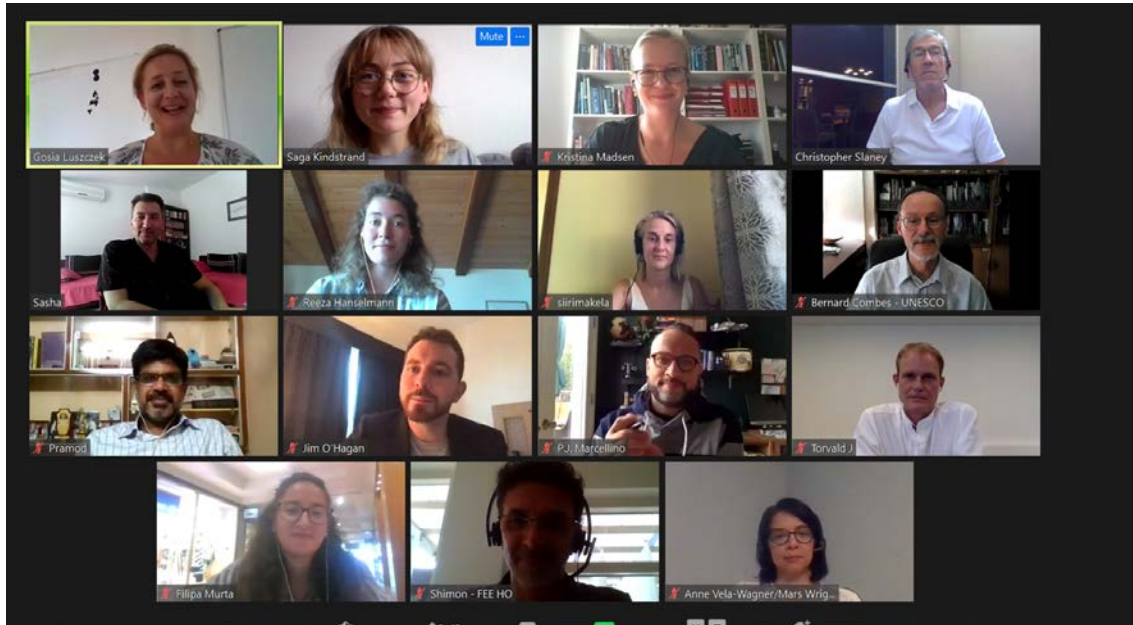 Mute
Gosia Luszczek
Saga Kindstrand
Kristina Madsen
Christopher Slaney
Sasha
Reeza Hanselmann
siirimakela
Bernard Combes - UNESCO
Pramod
Jim O'Hagan
P.J. Marcellino
Torvald J
Filipa Murta
Shimon - FEE HO
Anne Vela-Wagner/Mars Wrig...